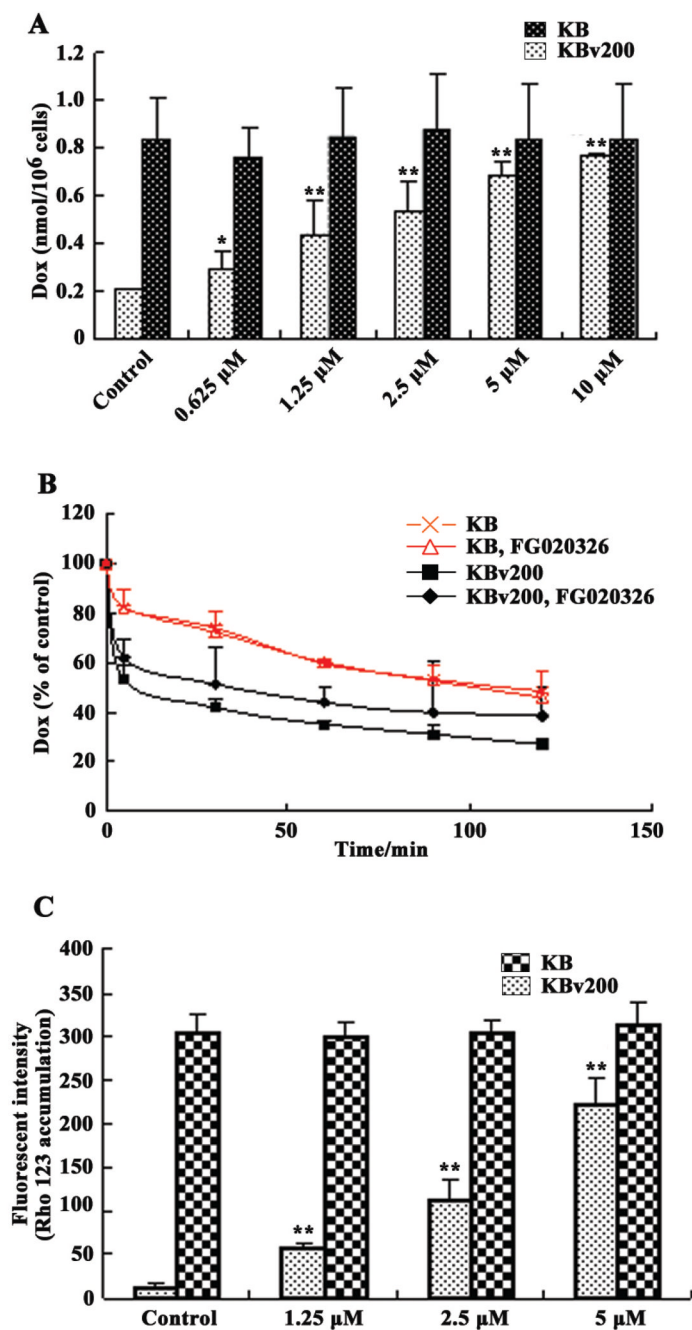 A
KB
KBv200
Dox (nmol/10⁶ cells)
1.2
1.0
0.8
0.6
0.4
0.2
0
**
**
**
**
*
Control
0.625 µM
1.25 µM
2.5 µM
5 µM
10 µM
B
KB
KB, FG020326
KBv200
KBv200, FG020326
Dox (% of control)
120
100
80
60
40
20
0
0 50 100 150
Time/min
C
KB
KBv200
Fluorescent intensity
(Rho 123 accumulation)
400
350
300
250
200
150
100
50
0
**
**
**
Control 1.25 µM 2.5 µM 5 µM